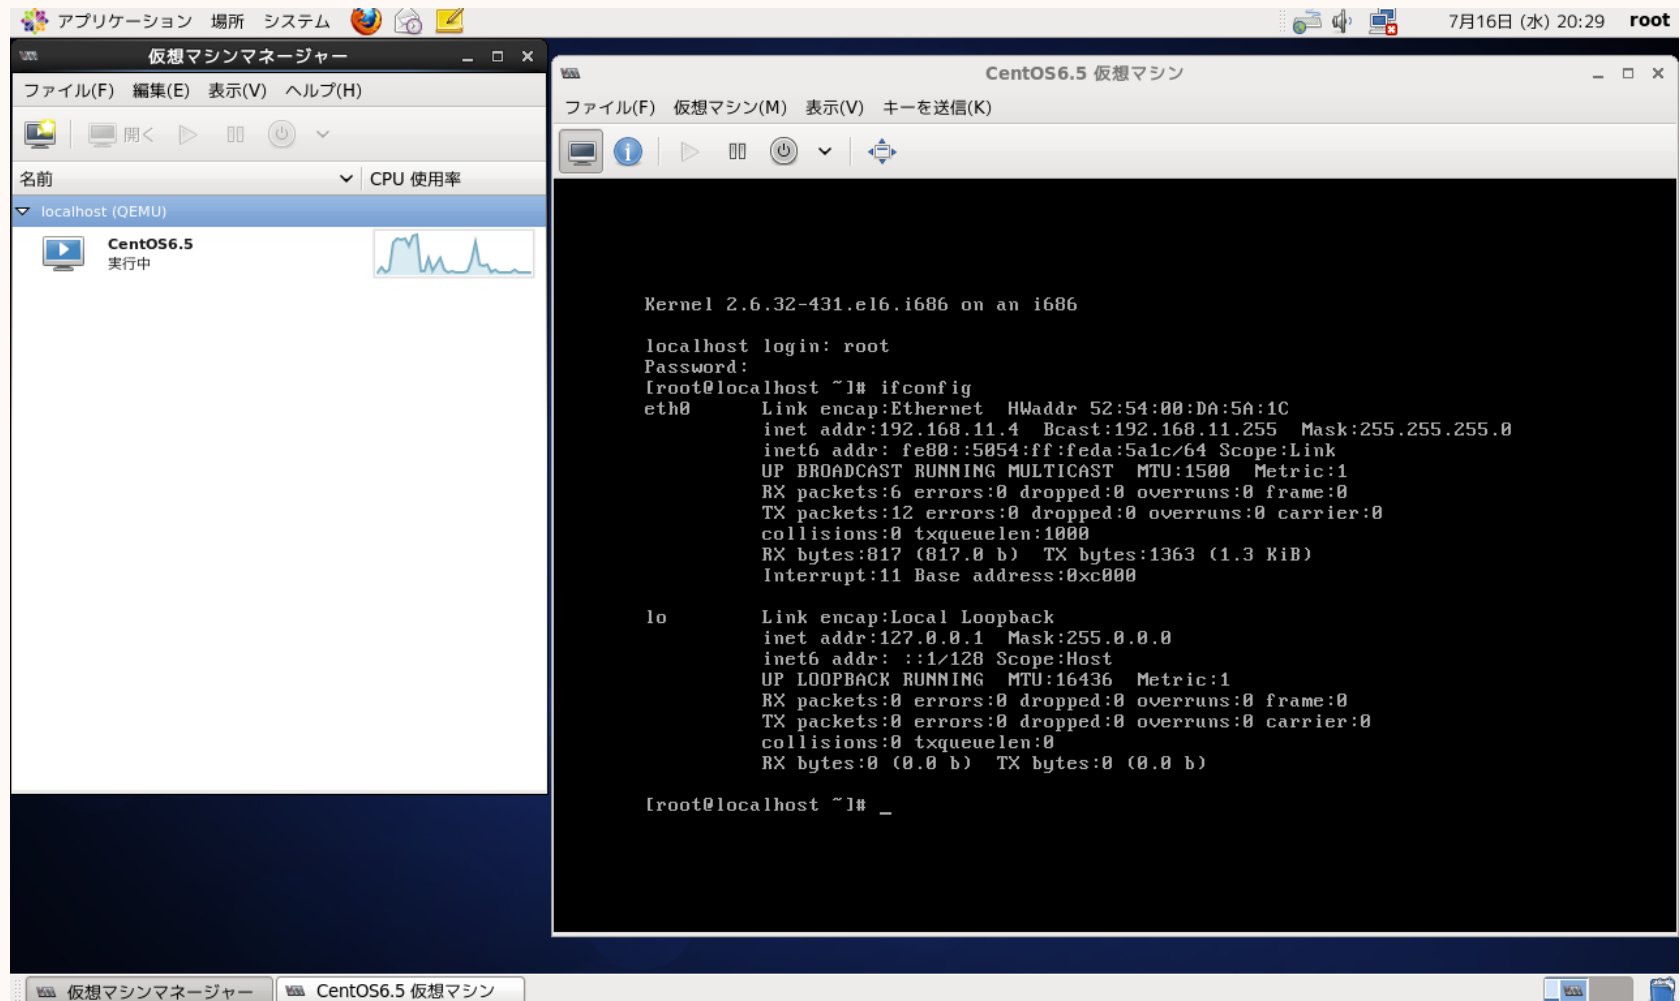 アプリケーション 場所 システム 7月16日 (水) 20:29 root
仮想マシンマネージャー
ファイル(F) 編集(E) 表示(V) ヘルプ(H)
開く
名前 CPU 使用率
localhost (QEMU)
CentOS6.5
実行中
CentOS6.5 仮想マシン
ファイル(F) 仮想マシン(M) 表示(V) キーを送信(K)
Kernel 2.6.32-431.el6.i686 on an i686
localhost login: root
Password:
[root@localhost ~]# ifconfig
eth0 Link encap:Ethernet HWaddr 52:54:00:DA:5A:1C
inet addr:192.168.11.4 Bcast:192.168.11.255 Mask:255.255.255.0
inet6 addr: fe80::5054:ff:feda:5a1c/64 Scope:Link
UP BROADCAST RUNNING MULTICAST MTU:1500 Metric:1
RX packets:6 errors:0 dropped:0 overruns:0 frame:0
TX packets:12 errors:0 dropped:0 overruns:0 carrier:0
collisions:0 txqueuelen:1000
RX bytes:817 (817.0 b) TX bytes:1363 (1.3 KiB)
Interrupt:11 Base address:0xc000
lo Link encap:Local Loopback
inet addr:127.0.0.1 Mask:255.0.0.0
inet6 addr: ::1/128 Scope:Host
UP LOOPBACK RUNNING MTU:16436 Metric:1
RX packets:0 errors:0 dropped:0 overruns:0 frame:0
TX packets:0 errors:0 dropped:0 overruns:0 carrier:0
collisions:0 txqueuelen:0
RX bytes:0 (0.0 b) TX bytes:0 (0.0 b)
[root@localhost ~]# _
仮想マシンマネージャー CentOS6.5 仮想マシン